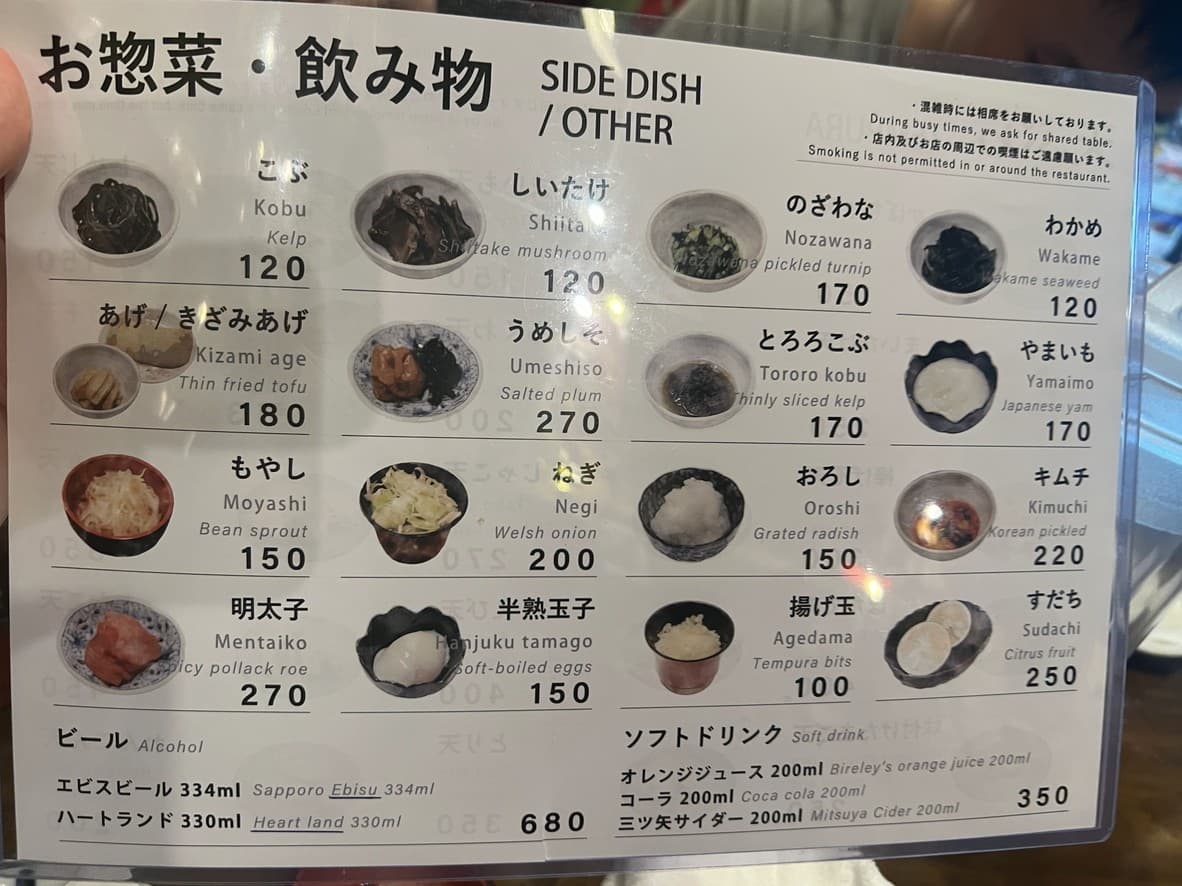 お惣菜・飲み物
SIDE DISH
/ OTHER
・混雑時には相席をお願いしております。
During busy times, we ask for shared table.
・店内及びお店の周辺での喫煙はご遠慮願います。
Smoking is not permitted in or around the restaurant.
こぶ
Kobu
Kelp
120
しいたけ
Shiitake
Shiitake mushroom
120
のざわな
Nozawana
Nozawana pickled turnip
170
わかめ
Wakame
Wakame seaweed
120
あげ / きざみあげ
Age / Kizami age
Thin fried tofu
180
うめしそ
Umeshiso
Salted plum
270
とろろこぶ
Tororo kobu
Thinly sliced kelp
170
やまいも
Yamaimo
Japanese yam
170
もやし
Moyashi
Bean sprout
150
ねぎ
Negi
Welsh onion
200
おろし
Oroshi
Grated radish
150
キムチ
Kimuchi
Korean pickled
220
明太子
Mentaiko
Spicy pollack roe
270
半熟玉子
Hanjuku tamago
Soft-boiled eggs
150
揚げ玉
Agedama
Tempura bits
100
すだち
Sudachi
Citrus fruit
250
ビール Alcohol
エビスビール 334ml Sapporo Ebisu 334ml
ハートランド 330ml Heart land 330ml
680
ソフトドリンク Soft drink
オレンジジュース 200ml Bireley's orange juice 200ml
コーラ 200ml Coca cola 200ml
三ツ矢サイダー 200ml Mitsuya Cider 200ml
350